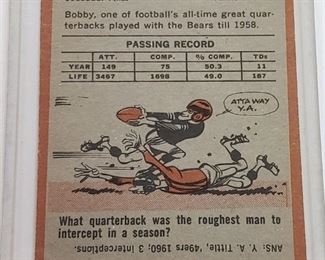 Bobby, one of football's all-time great quar-
terbacks played with the Bears till 1958.
PASSING RECORD
ATT. COMP. % COMP. TDs
YEAR 149 75 50.3 11
LIFE 3467 1698 49.0 187
ATTA WAY
Y.A.
What quarterback was the roughest man to
intercept in a season?
ANS: Y. A. Tittle, '49ers 1960; 3 interceptions.